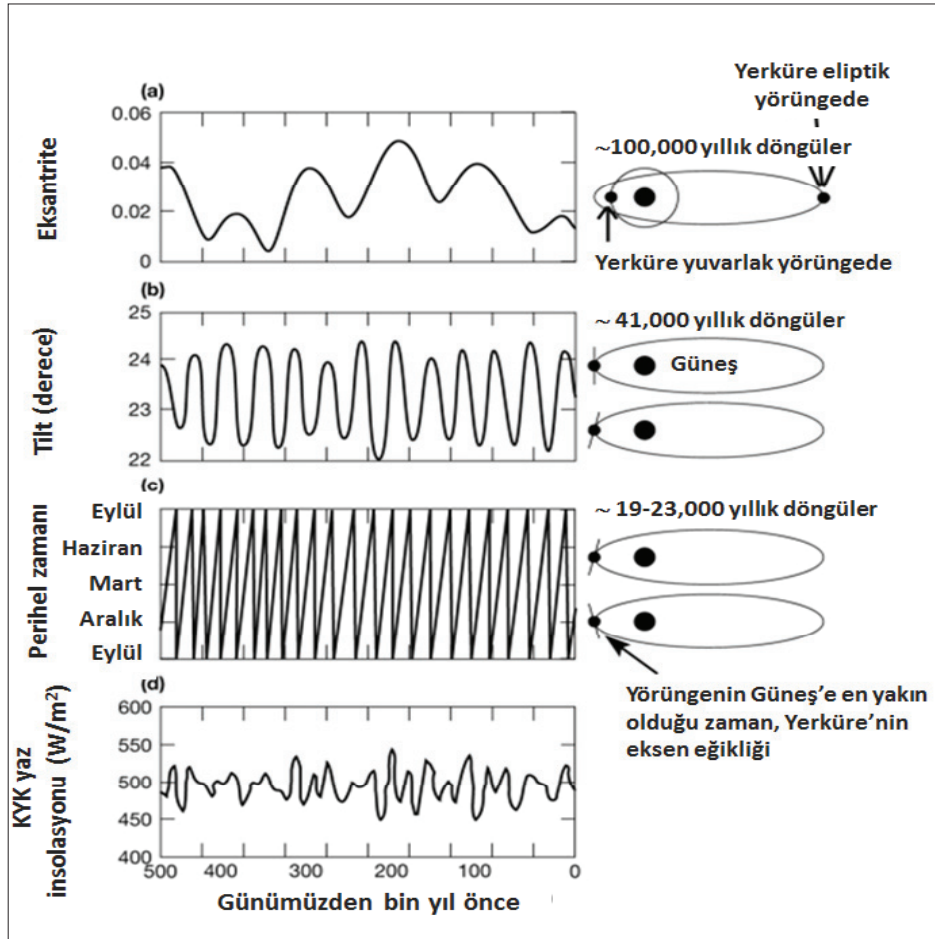 (a)
Eksantrite
0.06
0.04
0.02
0
Yerküre eliptik
yörüngede
~100,000 yıllık döngüler
Yerküre yuvarlak yörüngede
(b)
Tilt (derece)
25
24
23
22
~ 41,000 yıllık döngüler
Güneş
(c)
Perihel zamanı
Eylül
Haziran
Mart
Aralık
Eylül
~ 19-23,000 yıllık döngüler
Yörüngenin Güneş'e en yakın
olduğu zaman, Yerküre'nin
eksen eğikliği
(d)
KYK yaz
insolasyonu (W/m²)
600
550
500
450
400
500 400 300 200 100 0
Günümüzden bin yıl önce